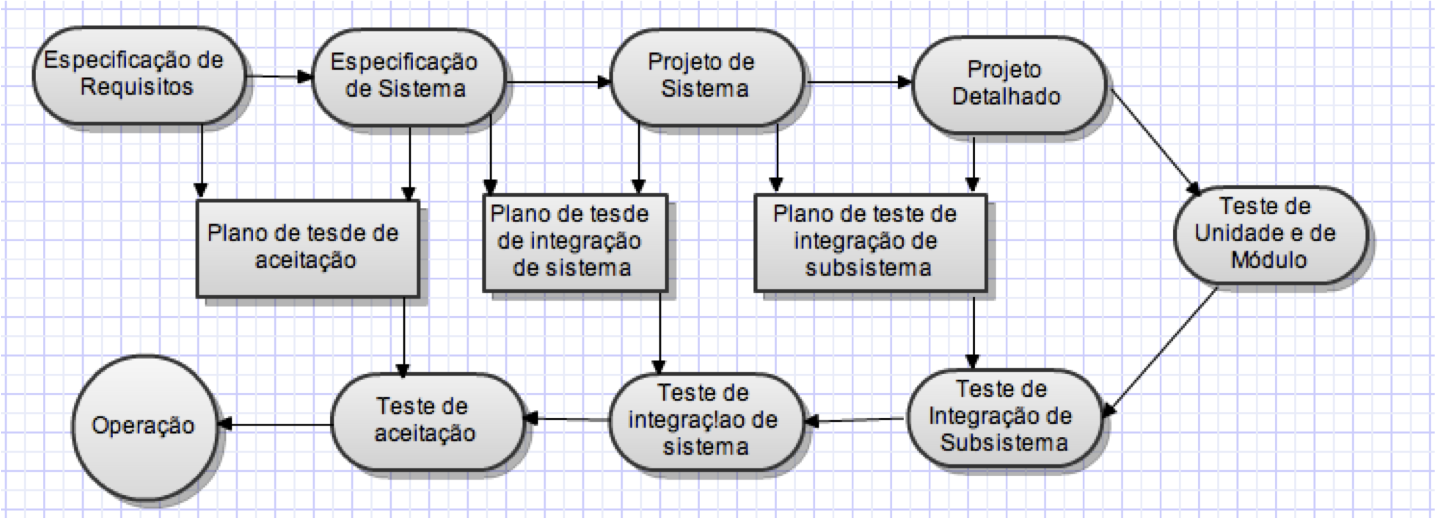 Especificação de
Requisitos
Especificação
de Sistema
Projeto de
Sistema
Projeto
Detalhado
Plano de tesde de
aceitação
Plano de tesde
de integração
de sistema
Plano de teste de
integração de
subsistema
Teste de
Unidade e de
Módulo
Operação
Teste de
aceitação
Teste de
integraç!ao de
sistema
Teste de
Integração de
Subsistema